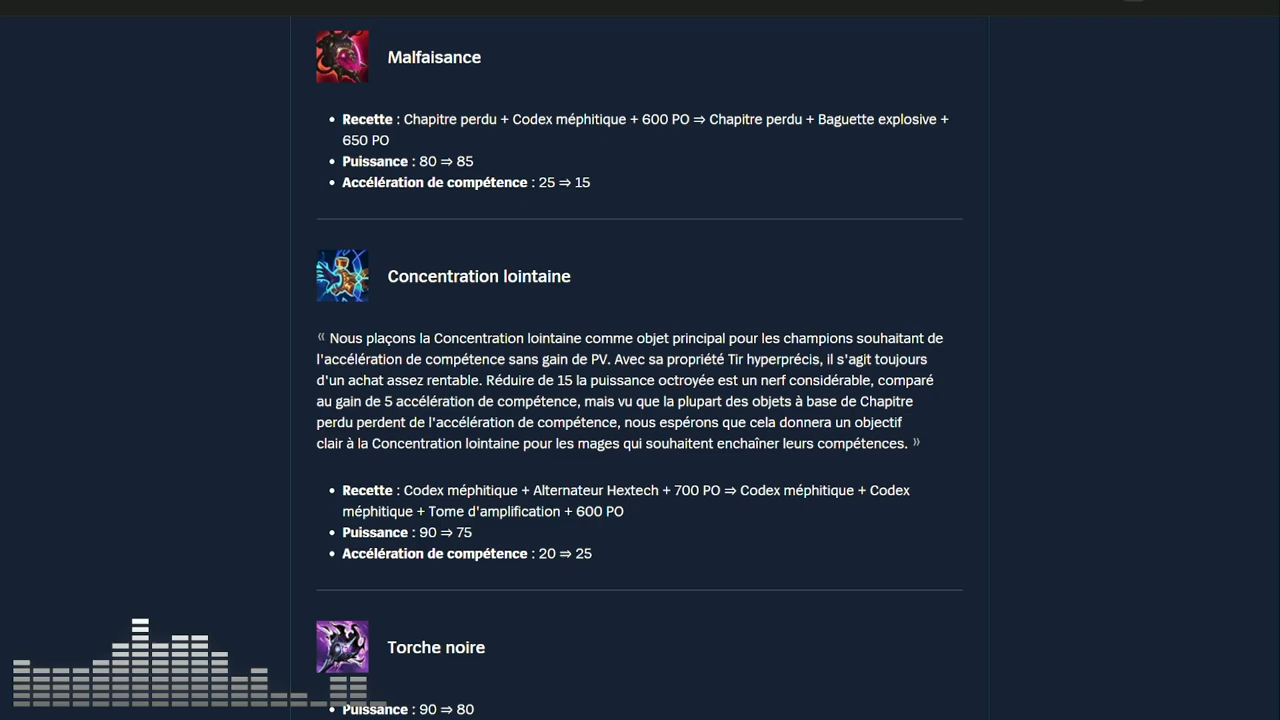 Malfaisance
• Recette : Chapitre perdu + Codex méphitique + 600 PO ⇒ Chapitre perdu + Baguette explosive +
650 PO
• Puissance : 80 ⇒ 85
• Accélération de compétence : 25 ⇒ 15
Concentration lointaine
« Nous plaçons la Concentration lointaine comme objet principal pour les champions souhaitant de
l'accélération de compétence sans gain de PV. Avec sa propriété Tir hyperprécis, il s'agit toujours
d'un achat assez rentable. Réduire de 15 la puissance octroyée est un nerf considérable, comparé
au gain de 5 accélération de compétence, mais vu que la plupart des objets à base de Chapitre
perdu perdent de l'accélération de compétence, nous espérons que cela donnera un objectif
clair à la Concentration lointaine pour les mages qui souhaitent enchaîner leurs compétences. »
• Recette : Codex méphitique + Alternateur Hextech + 700 PO ⇒ Codex méphitique + Codex
méphitique + Tome d'amplification + 600 PO
• Puissance : 90 ⇒ 75
• Accélération de compétence : 20 ⇒ 25
Torche noire
• Puissance : 90 ⇒ 80